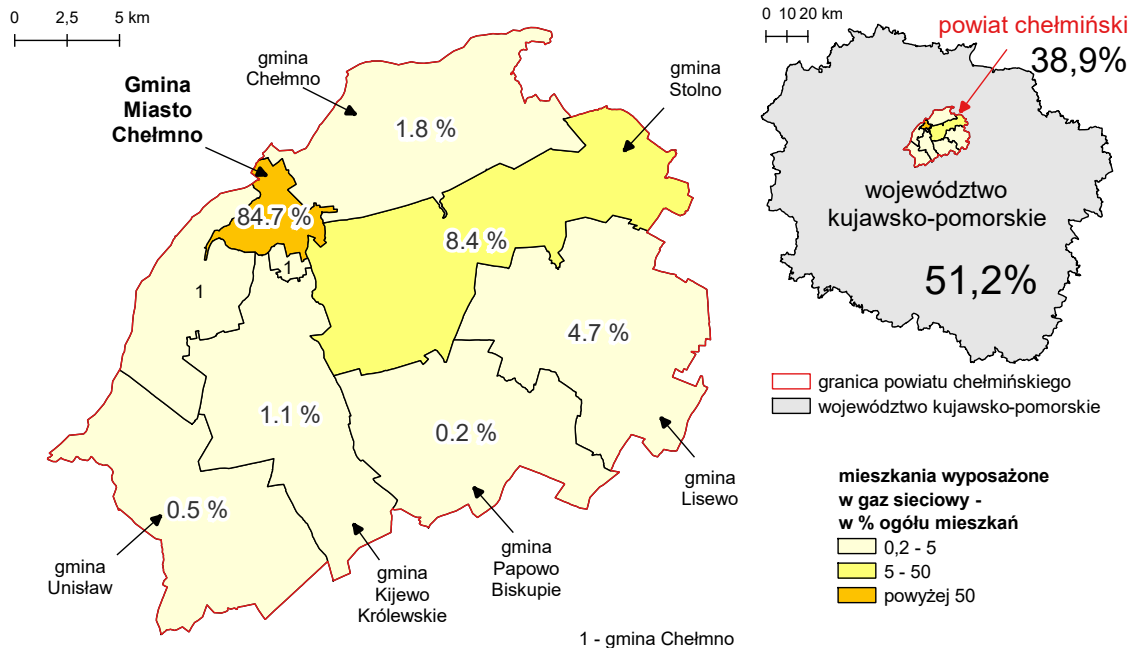 0 2,5 5 km
gmina
Chełmno
Gmina
Miasto
Chełmno
gmina
Stolno
1.8 %
84.7 %
8.4 %
1
1
4.7 %
1.1 %
0.2 %
0.5 %
gmina
Lisewo
gmina
Unisław
gmina
Kijewo
Królewskie
gmina
Papowo
Biskupie
1 - gmina Chełmno
0 10 20 km
powiat chełmiński
38,9%
województwo
kujawsko-pomorskie
51,2%
granica powiatu chełmińskiego
województwo kujawsko-pomorskie
mieszkania wyposażone
w gaz sieciowy -
w % ogółu mieszkań
0,2 - 5
5 - 50
powyżej 50